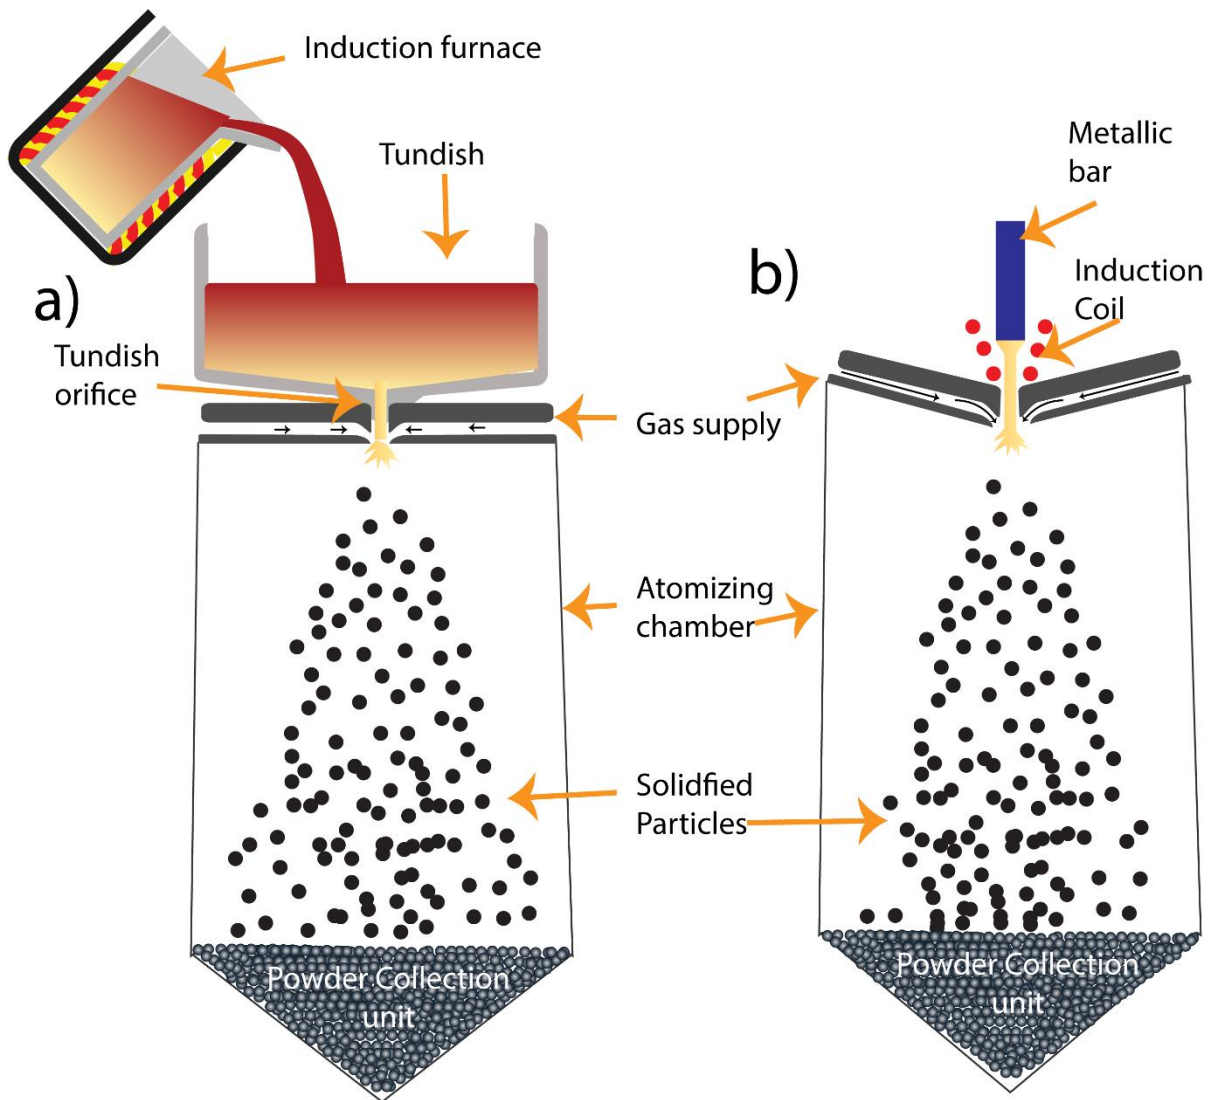 Induction furnace
Tundish
a)
Tundish
orifice
Metallic
bar
b)
Induction
Coil
Gas supply
Atomizing
chamber
Solidfied
Particles
Powder Collection
unit
Powder Collection
unit